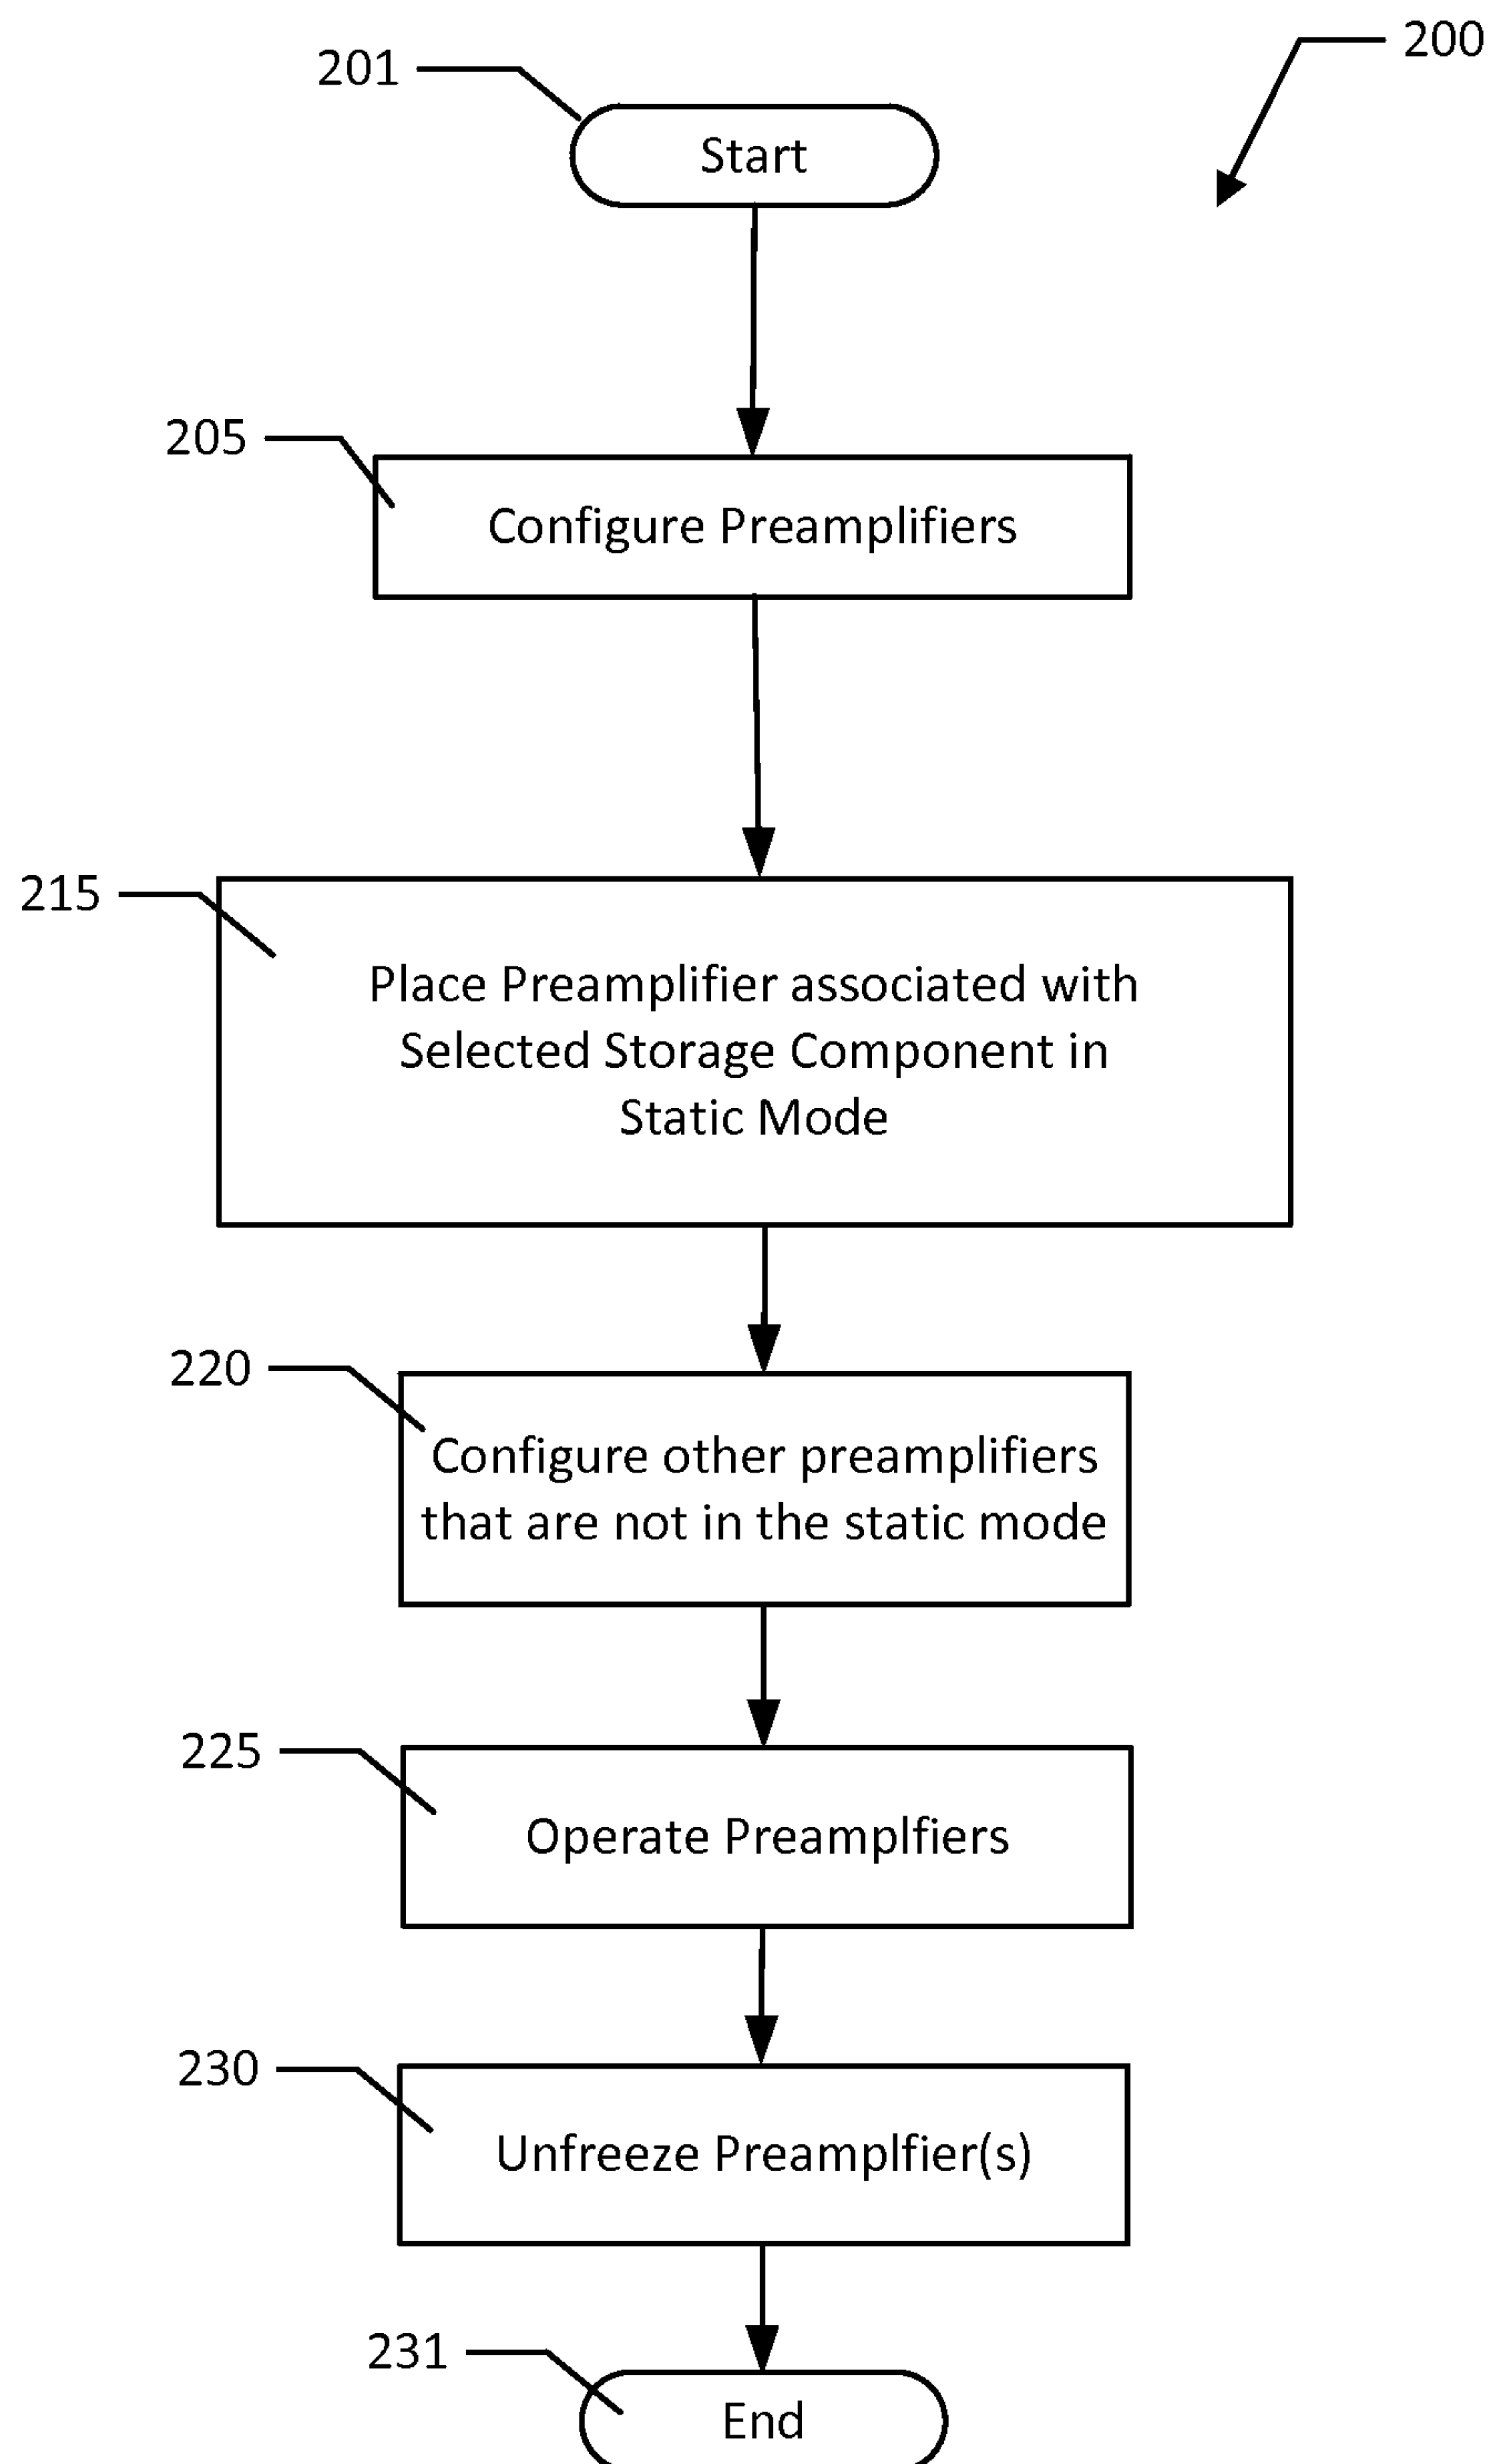 200
201
Start
205
Configure Preamplifiers
215
Place Preamplifier associated with
Selected Storage Component in
Static Mode
220
Configure other preamplifiers
that are not in the static mode
225
Operate Preamplfiers
230
Unfreeze Preamplfier(s)
231
End